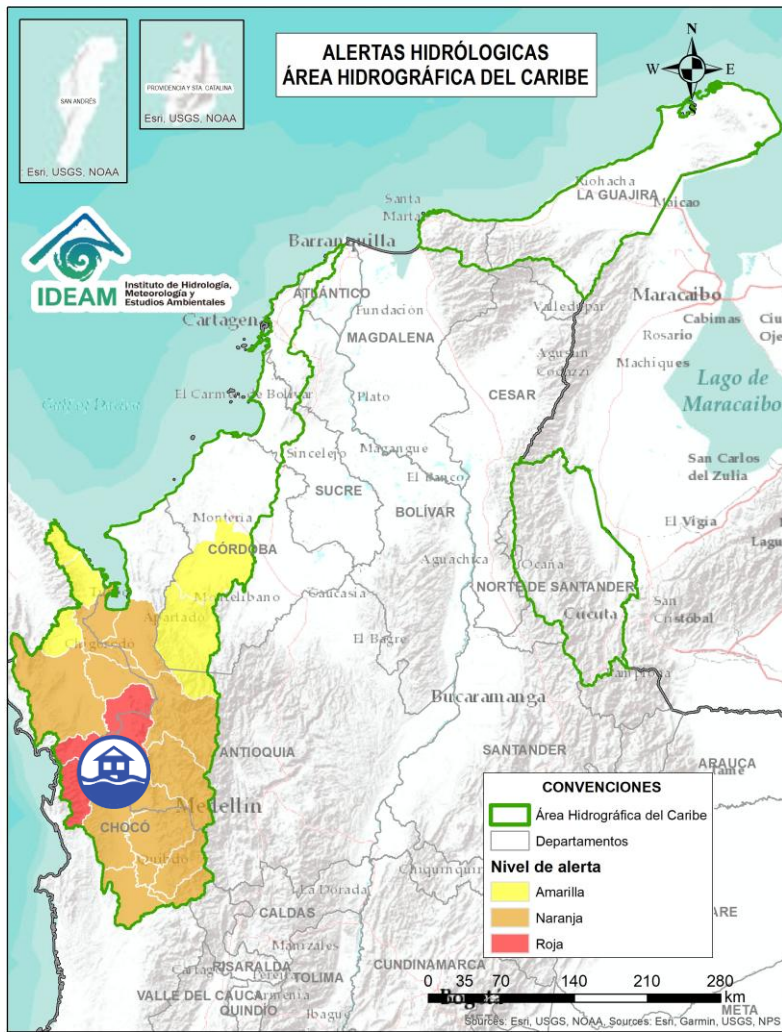 ALERTAS HIDRÓLOGICAS
ÁREA HIDROGRÁFICA DEL CARIBE
N
W
E
S
SAN ANDRÉS
Esri, USGS, NOAA
PROVIDENCIA Y STA. CATALINA
Esri, USGS, NOAA
IDEAM
Instituto de Hidrología,
Meteorología y
Estudios Ambientales
Riohacha
LA GUAJIRA
Maicao
Santa
Marta
Barranquilla
ATLÁNTICO
Cartagena
Fundación
MAGDALENA
Valledupar
Maracaibo
Cabimas
Rosario
Machiques
Agustín
Codazzi
CESAR
Lago de
Maracaibo
El Carmen de Bolívar
Plato
Sincelejo
Magangue
SUCRE
El Banco
BOLÍVAR
San Carlos
del Zulia
El Vigía
Montería
CÓRDOBA
Montelíbano
Caucasia
Aguachica
Ocaña
NORTE DE SANTANDER
Cúcuta
San
Cristóbal
Apartado
Chigorodó
El Bagre
Pamplona
Bucaramanga
ANTIOQUIA
SANTANDER
ARAUCA
Medellín
CHOCÓ
Quibdó
La Dorada
CALDAS
Manizales
RISARALDA
TOLIMA
CUNDINAMARCA
VALLE DEL CAUCA
Armenia
QUINDÍO
Ibague
Bogotá
META
META
CONVENCIONES
Área Hidrográfica del Caribe
Departamentos
Nivel de alerta
Amarilla
Naranja
Roja
0 35 70 140 210 280
km
Sources: Esri, USGS, NOAA, Sources: Esri, Garmin, USGS, NPS